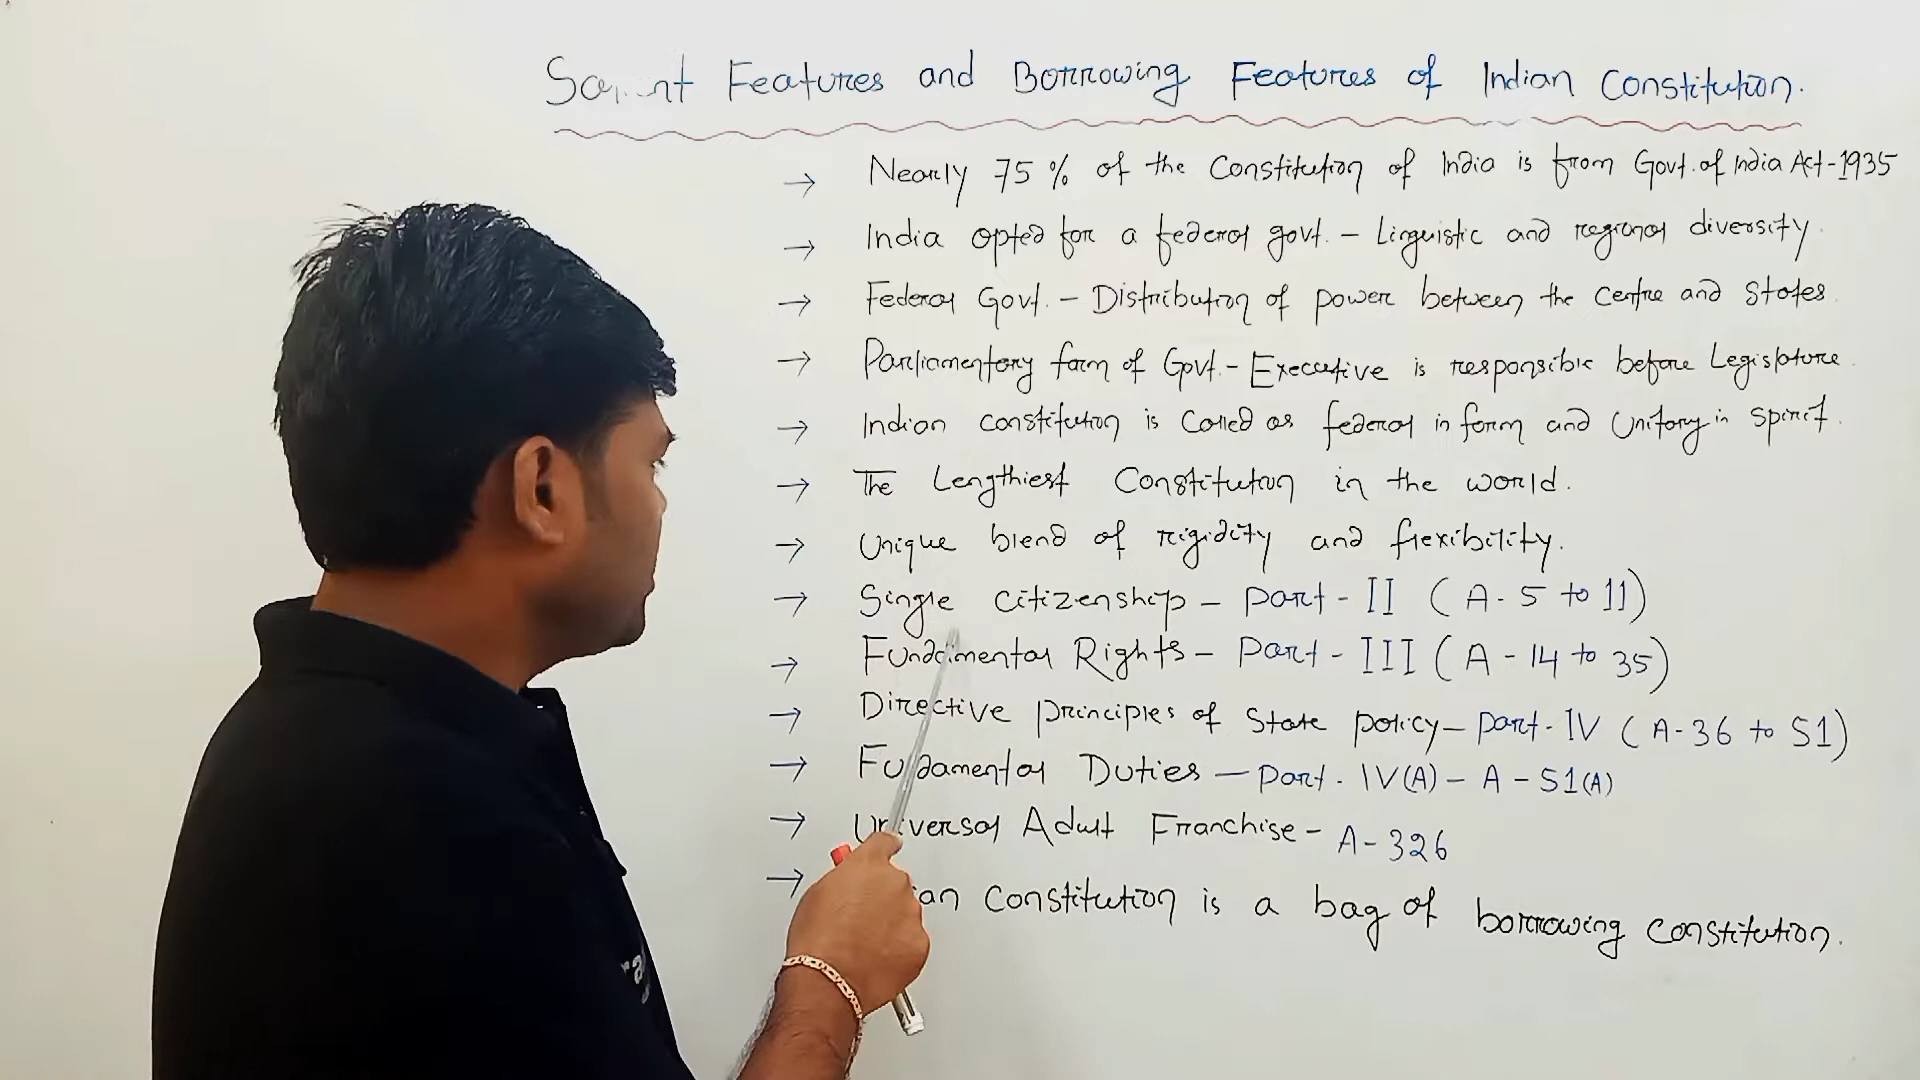 Features and Borrowing Features of Indian Constitution.
→ Nearly 75% of the Constitution of India is from Govt. of India Act-1935
→ India opted for a federal govt. - Linguistic and regional diversity.
→ Federal Govt. - Distribution of power between the Centre and States.
→ Parliamentary form of Govt. - Executive is responsible before Legislature.
→ Indian constitution is Called as federal in form and Unitary in spirit.
→ The Lengthiest Constitution in the world.
→ Unique blend of rigidity and flexibility.
→ Single citizenship - Part - II (A - 5 to 11)
→ Fundamental Rights - Part - III (A - 14 to 35)
→ Directive principles of State policy - Part - IV (A - 36 to 51)
→ Fundamental Duties - Part - IV(A) - A - 51(A)
→ Universal Adult Franchise - A - 326
→ Constitution is a bag of borrowing constitution.